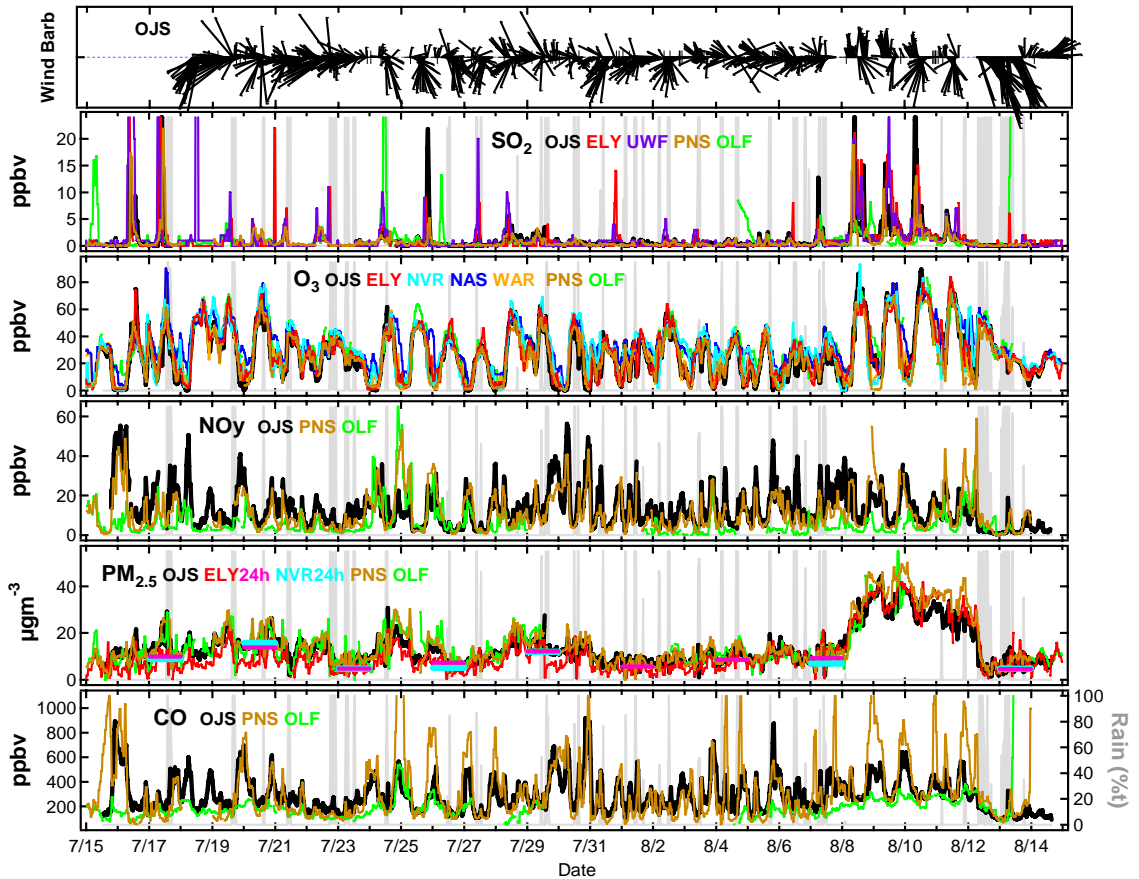 Wind Barb
OJS
ppbv
20
15
10
5
0
SO2 OJS ELY UWF PNS OLF
ppbv
80
60
40
20
0
O3 OJS ELY NVR NAS WAR PNS OLF
ppbv
60
40
20
0
NOy OJS PNS OLF
µgm-3
40
20
0
PM2.5 OJS ELY24h NVR24h PNS OLF
ppbv
1000
800
600
400
200
CO OJS PNS OLF
100
80
60
40
20
0
Rain (%t)
7/15 7/17 7/19 7/21 7/23 7/25 7/27 7/29 7/31 8/2 8/4 8/6 8/8 8/10 8/12 8/14
Date